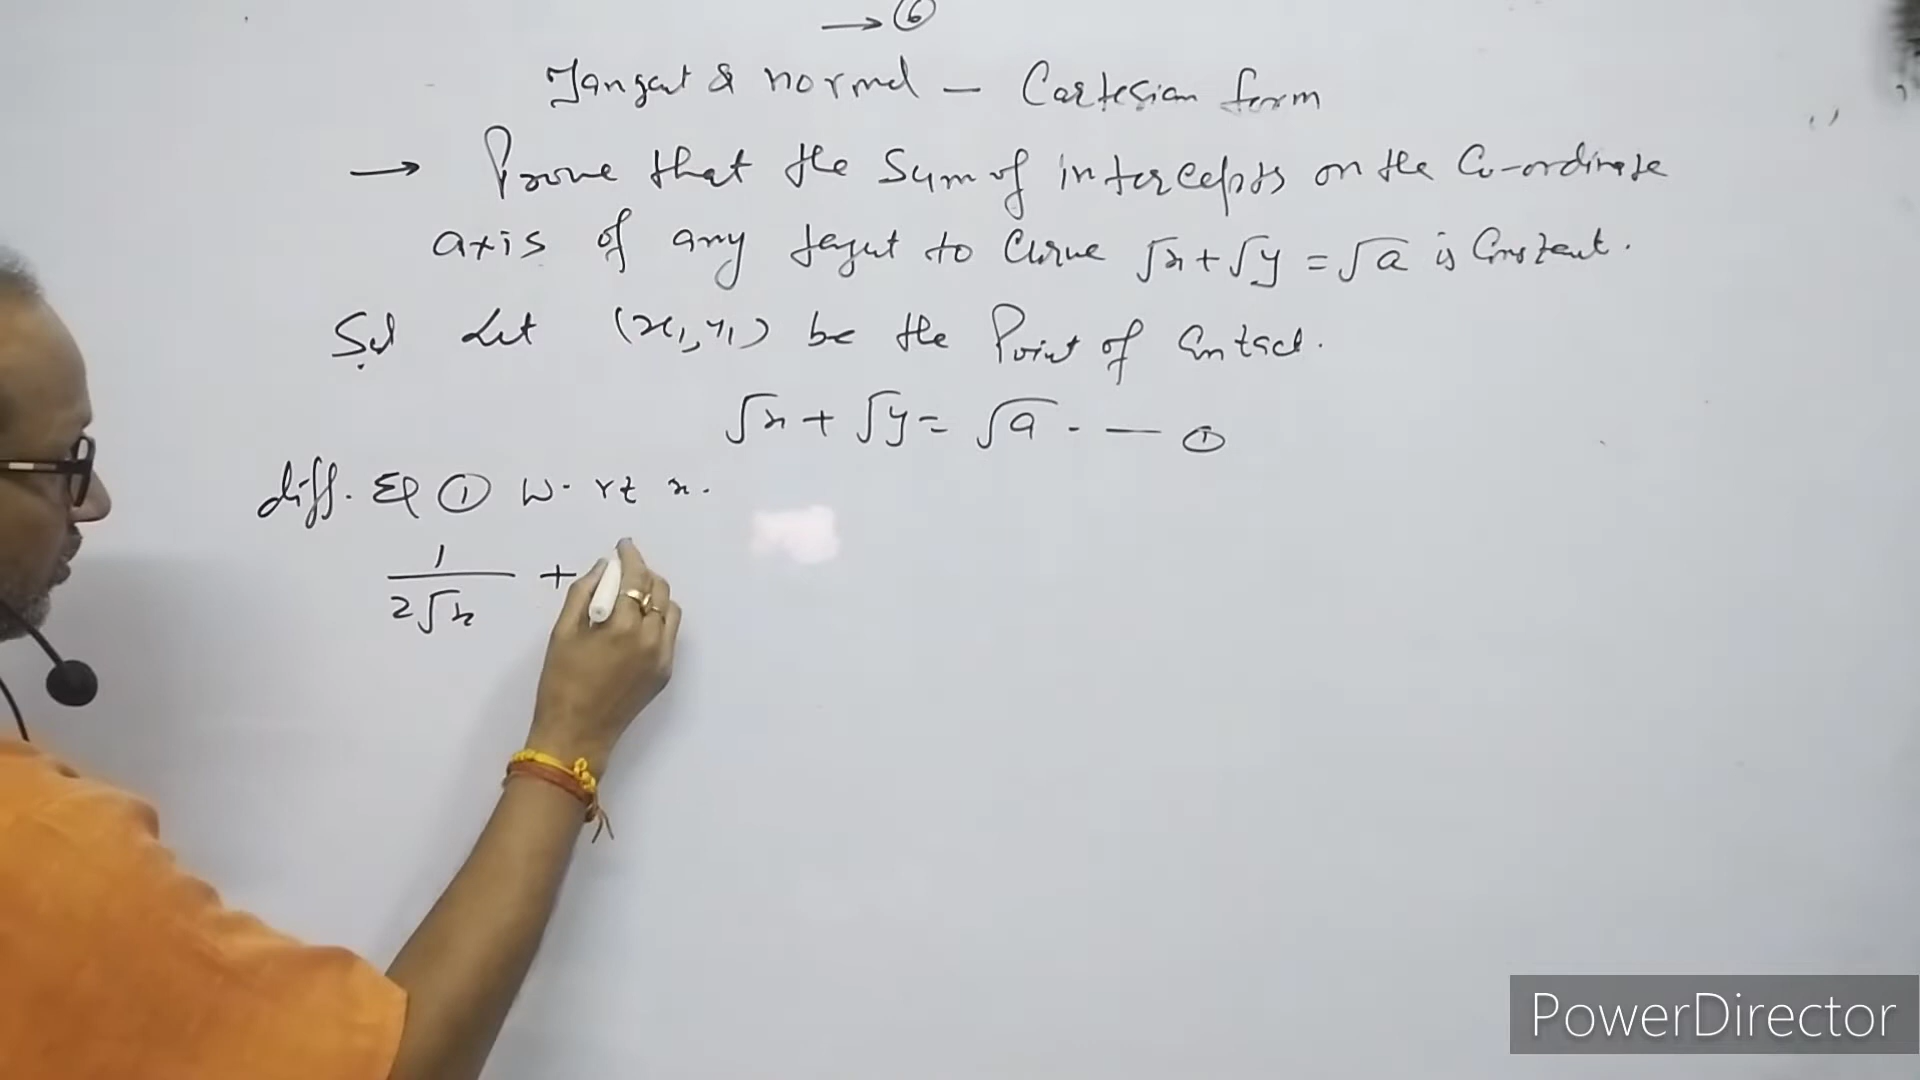 → ⑥
Tangent & normal — Cartesian form
→ Prove that the Sum of intercepts on the Co-ordinate
axis of any tangent to Curve √x + √y = √a is Constant.
Sol Let (x₁, y₁) be the Point of Contact.
√x + √y = √a - — ①
diff. Eq ① w.rt x.
1/2√x +
PowerDirector